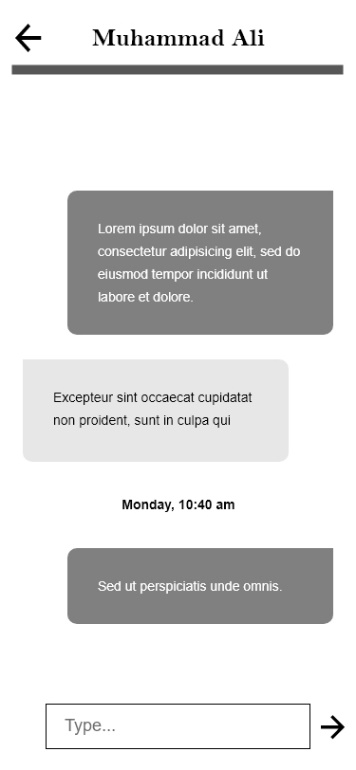 Muhammad Ali
Lorem ipsum dolor sit amet,
consectetur adipisicing elit, sed do
eiusmod tempor incididunt ut
labore et dolore.
Excepteur sint occaecat cupidatat
non proident, sunt in culpa qui
Monday, 10:40 am
Sed ut perspiciatis unde omnis.
Type...